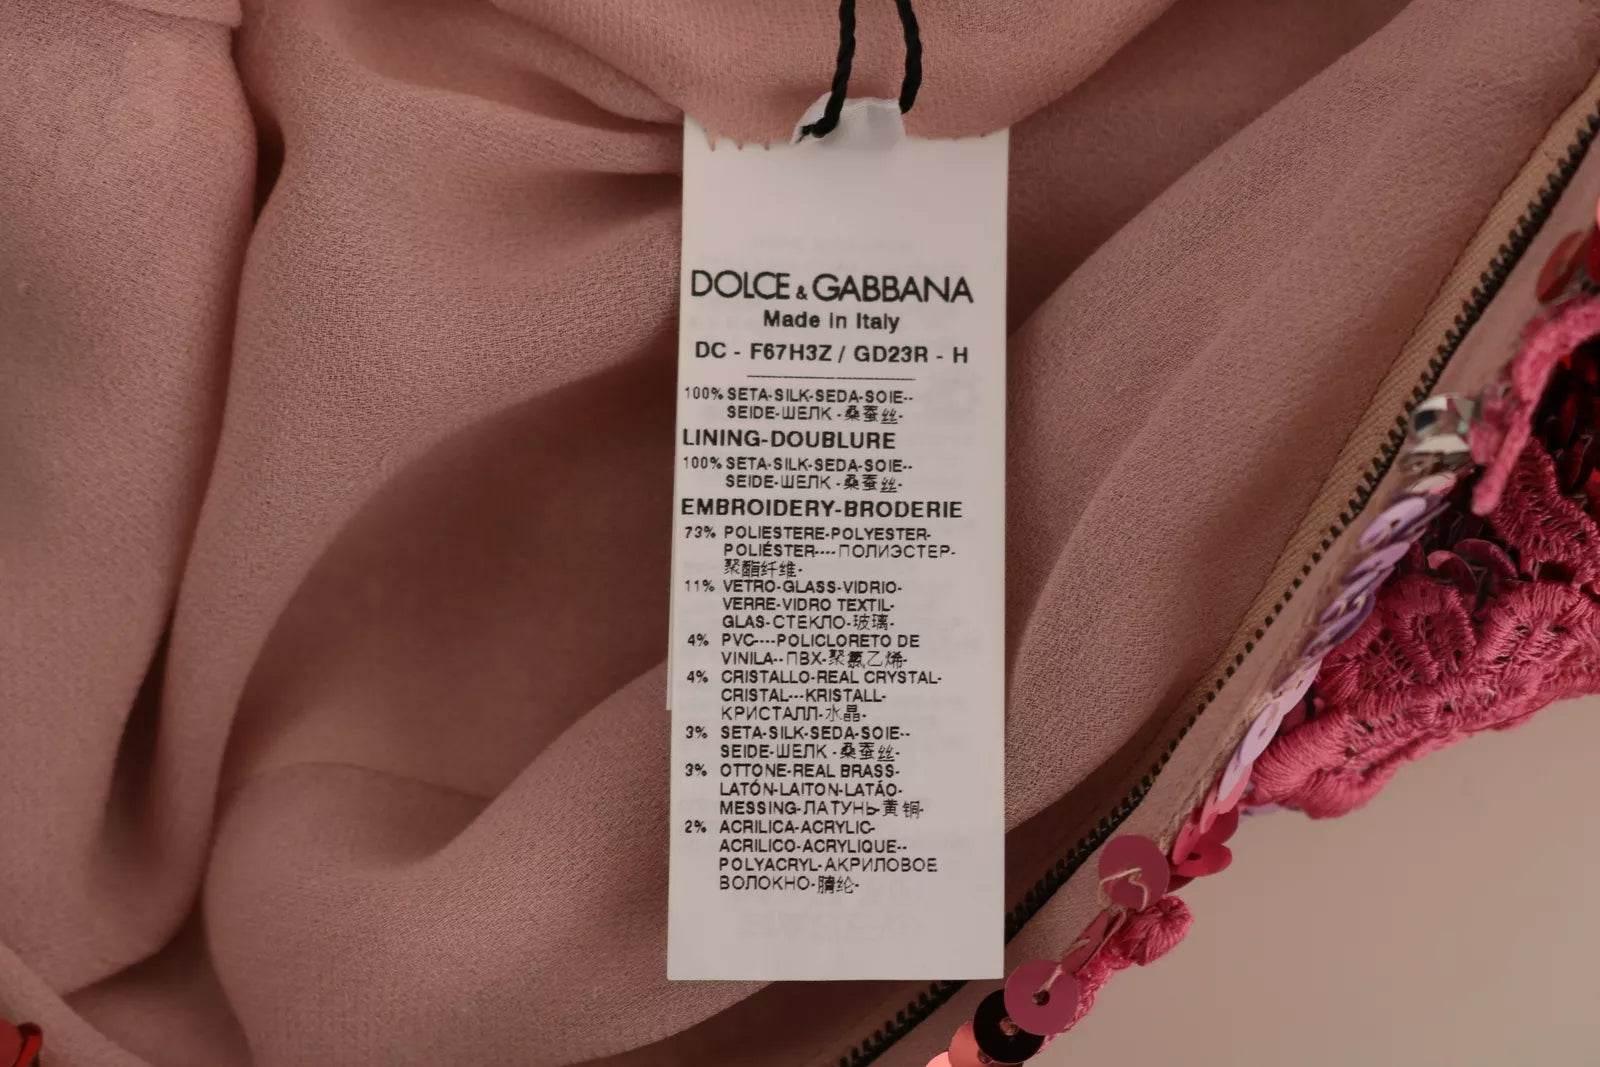 DOLCE & GABBANA
Made in Italy
DC - F67H3Z / GD23R - H
100% SETA-SILK-SEDA-SOIE--
SEIDE-ШЕЛК -桑蚕丝-
LINING-DOUBLURE
100% SETA-SILK-SEDA-SOIE--
SEIDE-ШЕЛК -桑蚕丝-
EMBROIDERY-BRODERIE
73% POLIESTERE-POLYESTER-
POLIÉSTER----ПОЛИЭСТЕР-
聚酯纤维-
11% VETRO-GLASS-VIDRIO-
VERRE-VIDRO TEXTIL-
GLAS-СТЕКЛО-玻璃-
4% PVC----POLICLORETO DE
VINILA--ПВХ-聚氯乙烯-
4% CRISTALLO-REAL CRYSTAL-
CRISTAL---KRISTALL-
КРИСТАЛЛ-水晶-
3% SETA-SILK-SEDA-SOIE--
SEIDE-ШЕЛК -桑蚕丝-
3% OTTONE-REAL BRASS-
LATÓN-LAITON-LATÃO-
MESSING-ЛАТУНЬ-黄铜-
2% ACRILICA-ACRYLIC-
ACRILICO-ACRYLIQUE--
POLYACRYL-АКРИЛОВОЕ
ВОЛОКНО-腈纶-